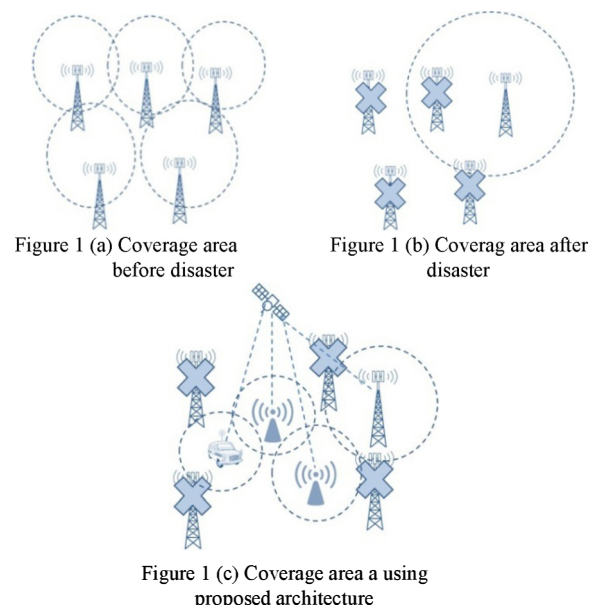 Figure 1 (a) Coverage area
before disaster
Figure 1 (b) Coverag area after
disaster
Figure 1 (c) Coverage area a using
proposed architecture